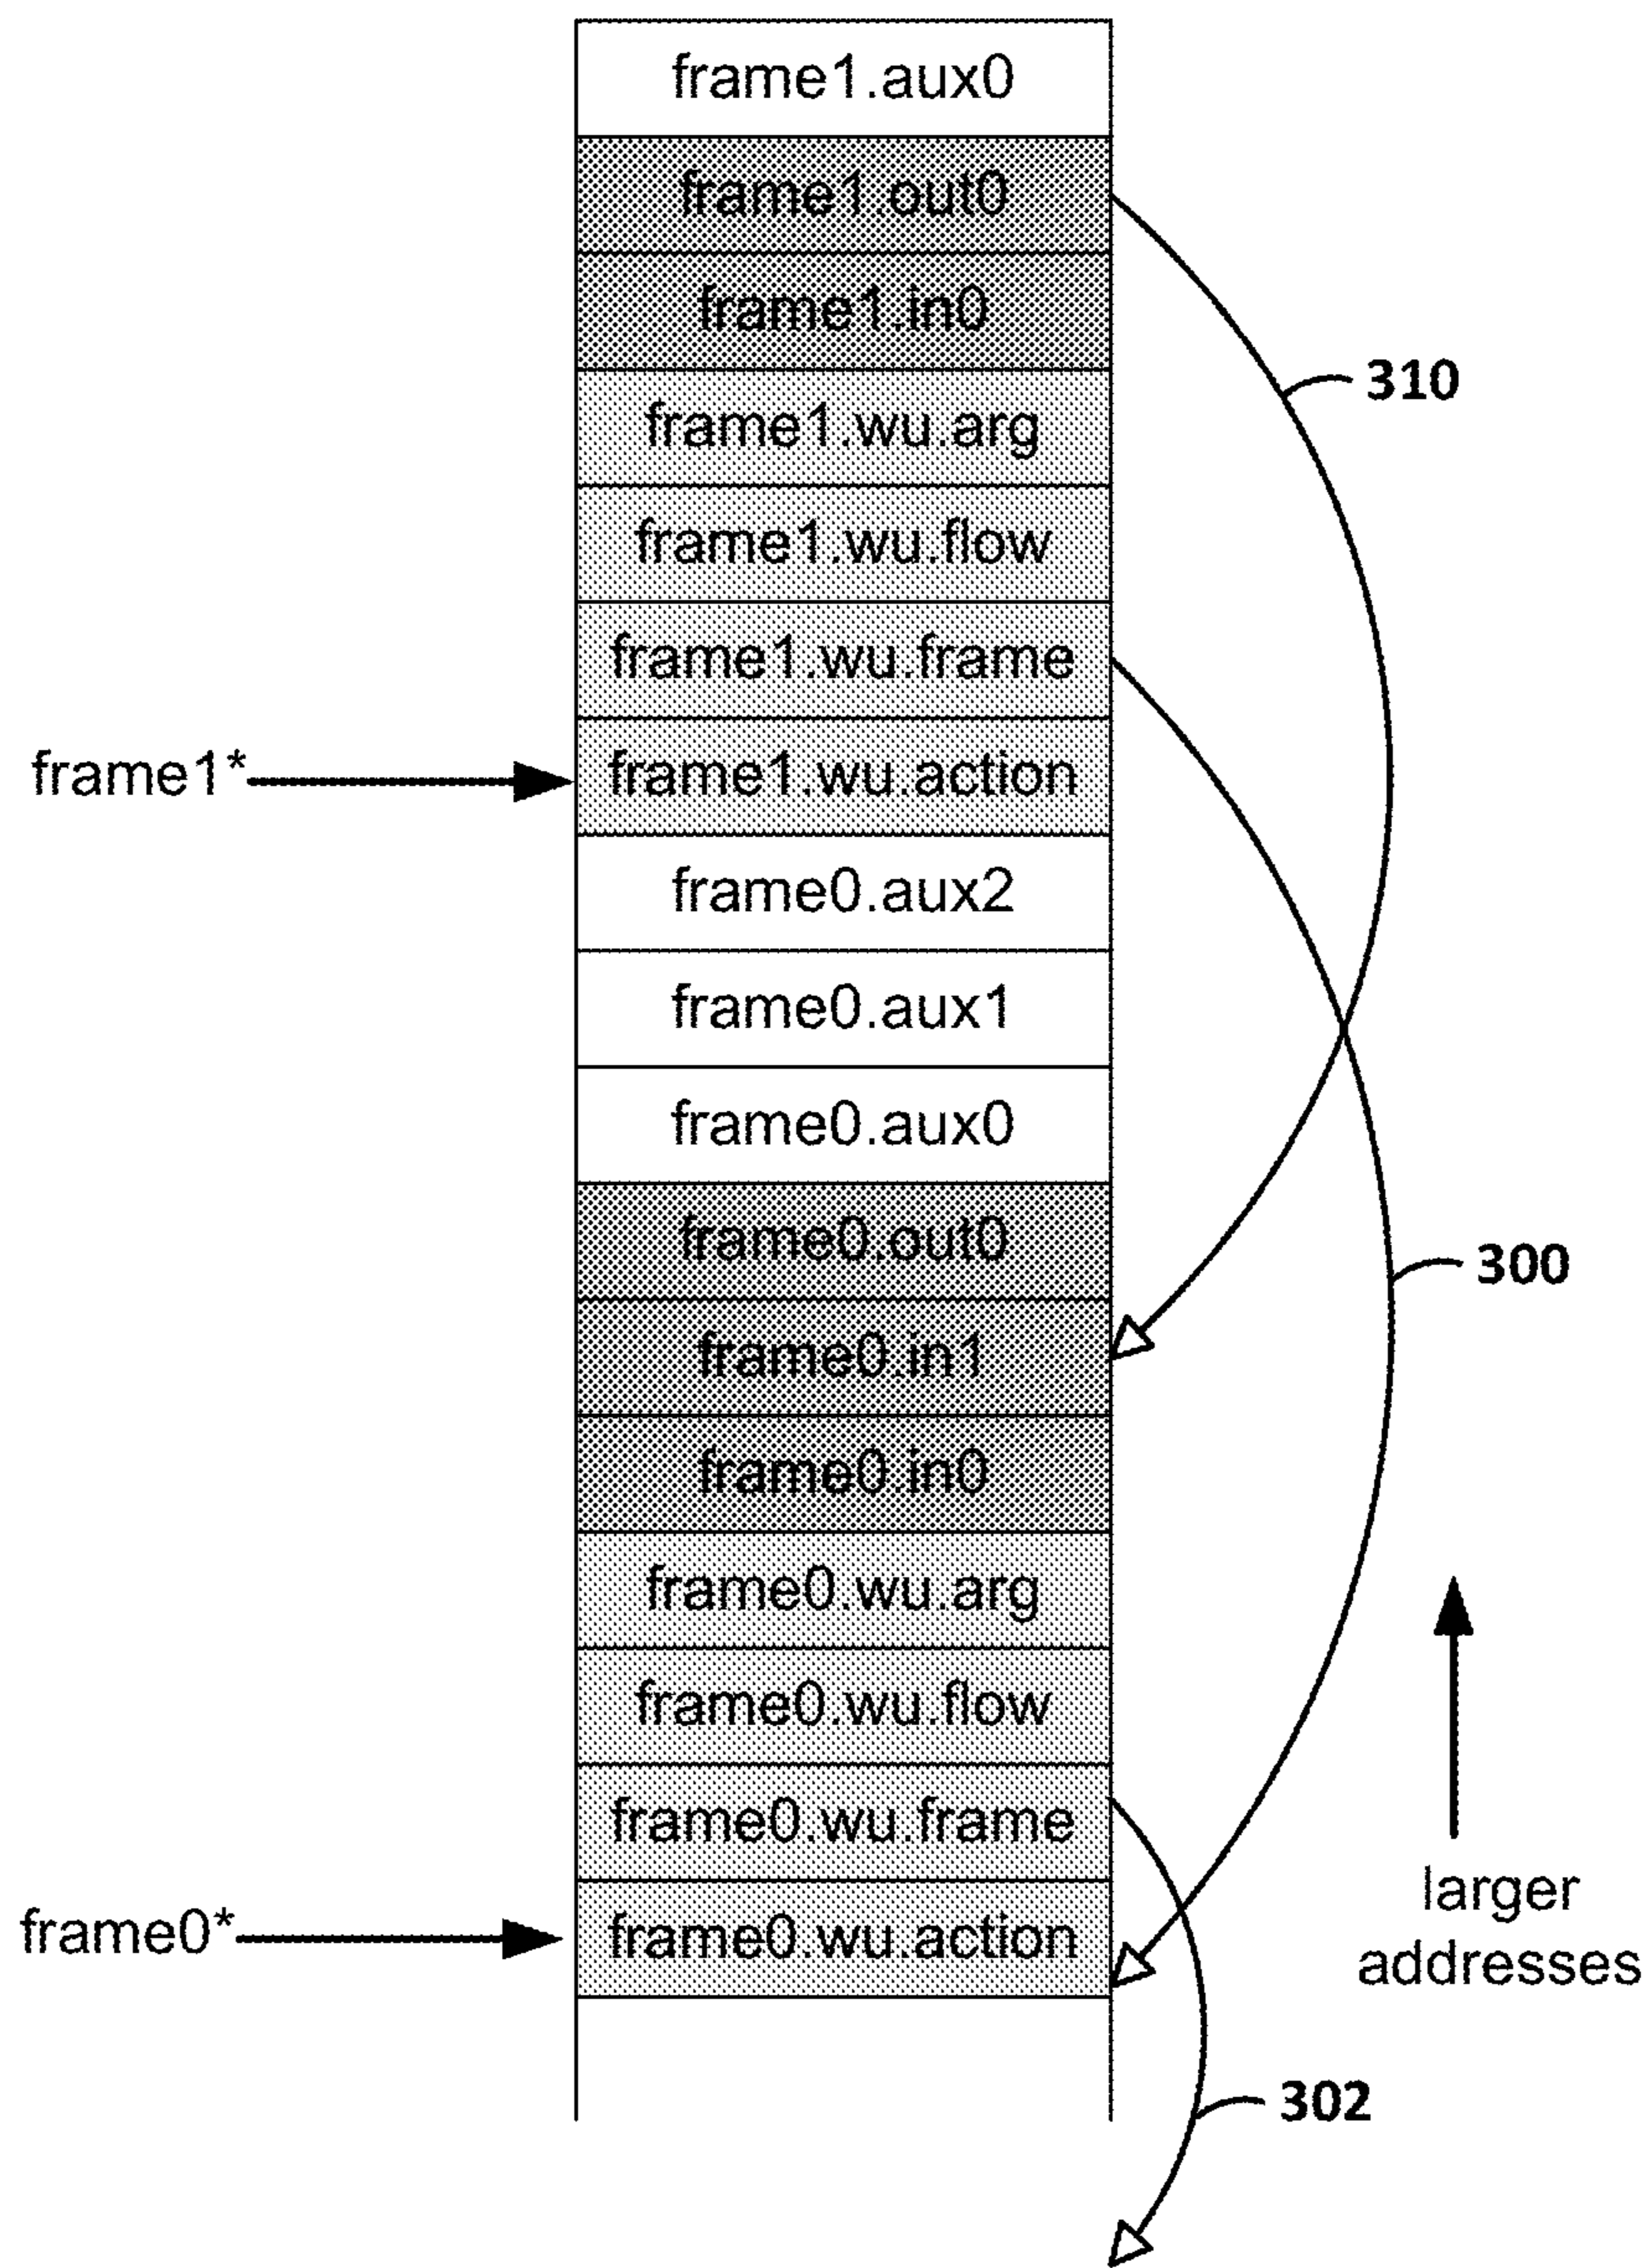 frame1.aux0
frame1.out0
frame1.in0
310
frame1.wu.arg
frame1.wu.flow
frame1.wu.frame
frame1*
frame1.wu.action
frame0.aux2
frame0.aux1
frame0.aux0
frame0.out0
300
frame0.in1
frame0.in0
frame0.wu.arg
frame0.wu.flow
frame0.wu.frame
larger
addresses
frame0*
frame0.wu.action
302